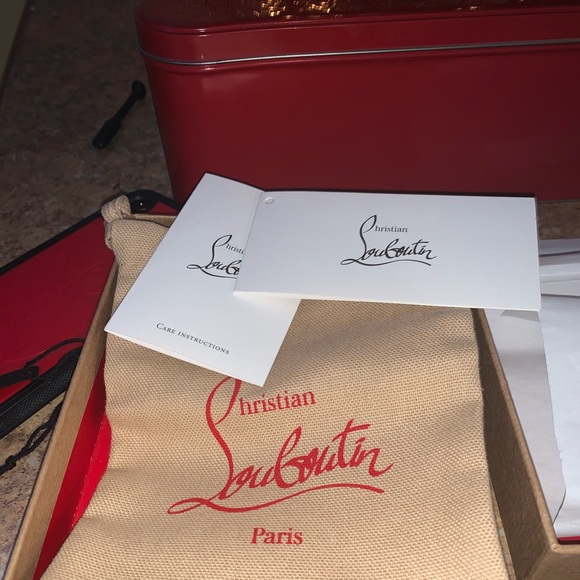 Christian
Louboutin
Christian
Louboutin
CARE INSTRUCTIONS
Christian
Louboutin
Paris